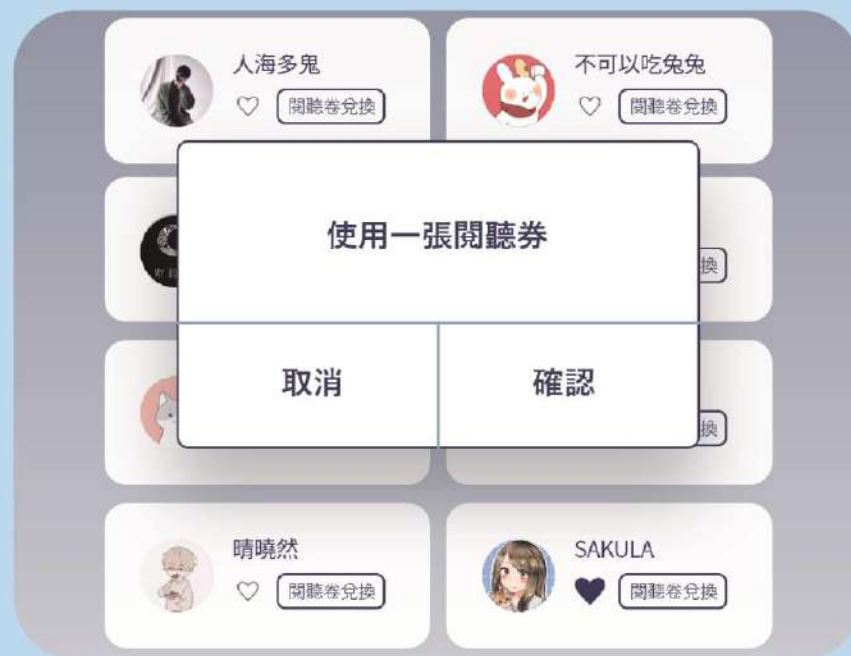 人海多鬼
閱聽卷兌換
不可以吃兔兔
閱聽卷兌換
使用一張閱聽券
換
取消
確認
換
晴曉然
閱聽卷兌換
SAKULA
閱聽卷兌換